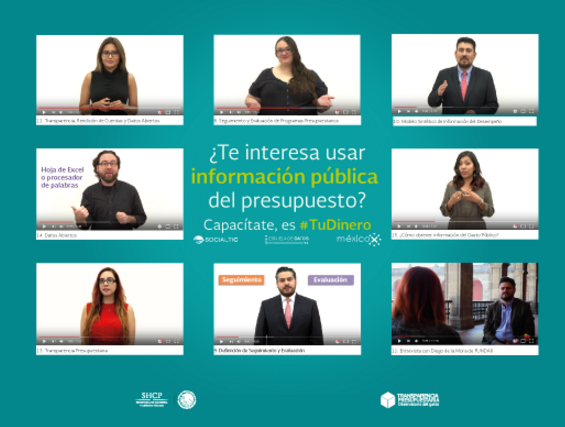 12. Transparencia, Rendición de Cuentas y Datos Abiertos
8. Seguimiento y Evaluación de Programas Presupuestarios
10. Modelo Sintético de Información del Desempeño
Hoja de Excel
o procesador
de palabras
14. Datos Abiertos
¿Te interesa usar
información pública
del presupuesto?
Capacítate, es #TuDinero
SOCIALTIC
ESCUELA DE DATOS
méxicoX
15. ¿Cómo obtener información del Gasto Público?
13. Transparencia Presupuestaria
Seguimiento
Evaluación
9. Definición de Seguimiento y Evaluación
11. Entrevista con Diego de la Mora de FUNDAR
SHCP
TRANSPARENCIA
PRESUPUESTARIA
Observatorio del gasto